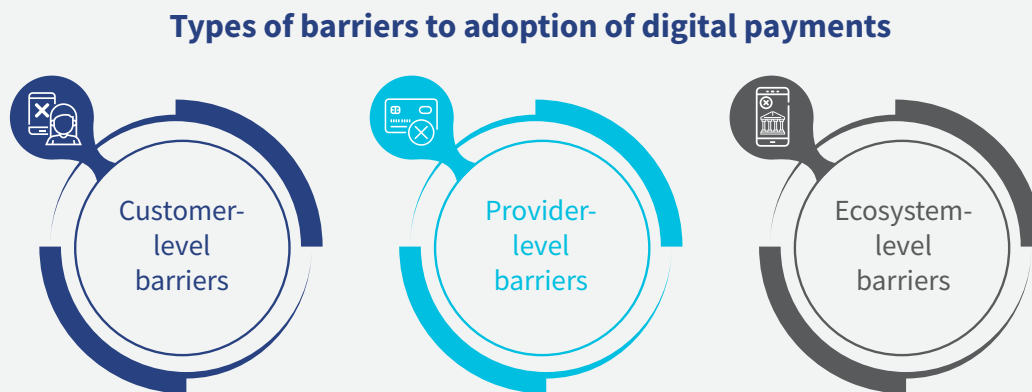 Types of barriers to adoption of digital payments
Customer-
level
barriers
Provider-
level
barriers
Ecosystem-
level
barriers